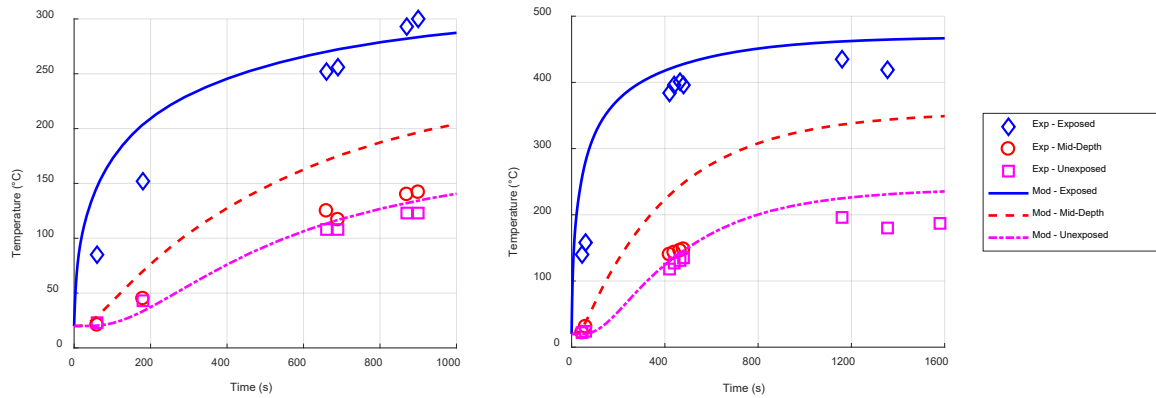 300
250
200
150
100
50
0
Temperature (°C)
0
200
400
600
800
1000
Time (s)
500
400
300
200
100
0
Temperature (°C)
0
400
800
1200
1600
Time (s)
Exp - Exposed
Exp - Mid-Depth
Exp - Unexposed
Mod - Exposed
Mod - Mid-Depth
Mod - Unexposed